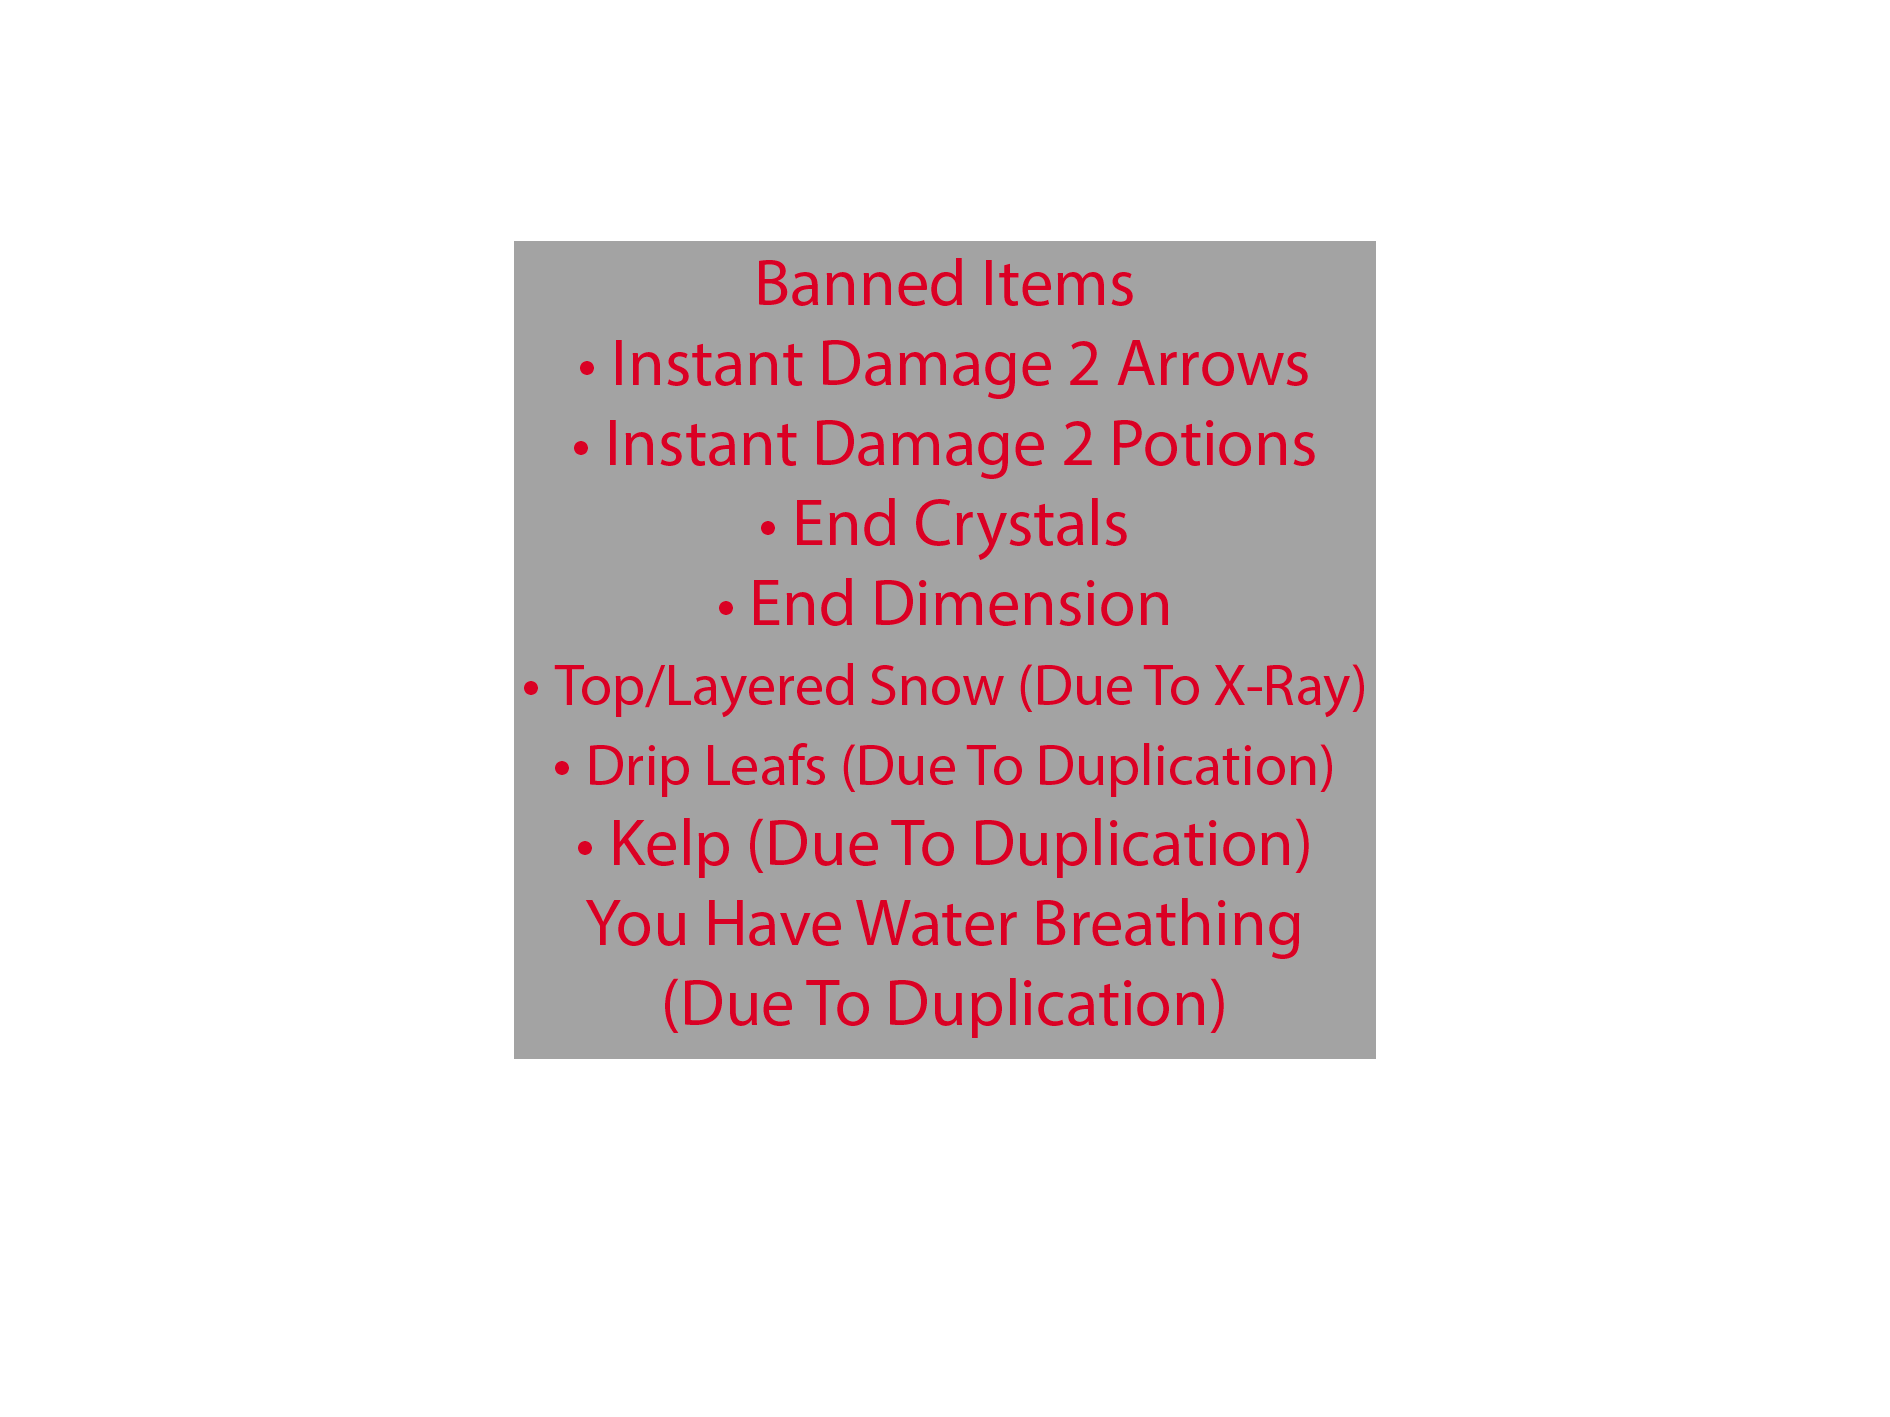 Banned Items
• Instant Damage 2 Arrows
• Instant Damage 2 Potions
• End Crystals
• End Dimension
• Top/Layered Snow (Due To X-Ray)
• Drip Leafs (Due To Duplication)
• Kelp (Due To Duplication)
You Have Water Breathing
(Due To Duplication)